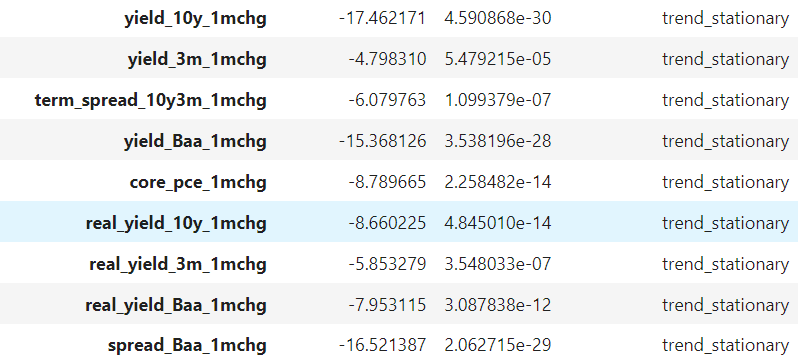 yield_10y_1mchg -17.462171 4.590868e-30 trend_stationary
yield_3m_1mchg -4.798310 5.479215e-05 trend_stationary
term_spread_10y3m_1mchg -6.079763 1.099379e-07 trend_stationary
yield_Baa_1mchg -15.368126 3.538196e-28 trend_stationary
core_pce_1mchg -8.789665 2.258482e-14 trend_stationary
real_yield_10y_1mchg -8.660225 4.845010e-14 trend_stationary
real_yield_3m_1mchg -5.853279 3.548033e-07 trend_stationary
real_yield_Baa_1mchg -7.953115 3.087838e-12 trend_stationary
spread_Baa_1mchg -16.521387 2.062715e-29 trend_stationary